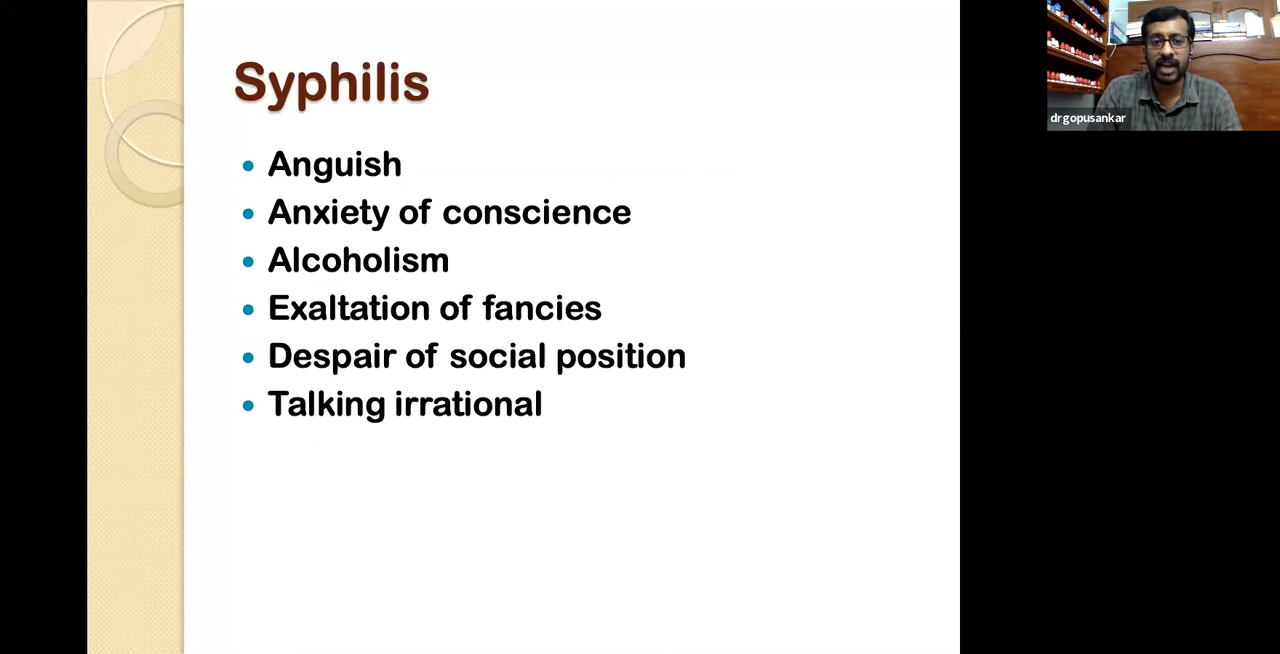 Syphilis
Anguish
Anxiety of conscience
Alcoholism
Exaltation of fancies
Despair of social position
Talking irrational
drgopusankar